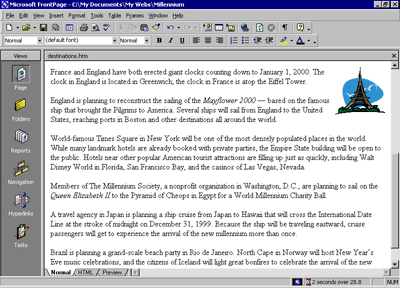 Microsoft FrontPage - C:\My Documents\My Webs\Millennium
File Edit View Insert Format Tools Table Frames Window Help
Normal (default font) Normal B I U
Views destinations.htm
Page
Folders
Reports
Navigation
Hyperlinks
Tasks
France and England have both erected giant clocks counting down to January 1, 2000. The
clock in England is located in Greenwich, the clock in France is atop the Eiffel Tower.
England is planning to reconstruct the sailing of the Mayflower 2000 — based on the famous
ship that brought the Pilgrims to America. Several ships will sail from England to the United
States, reaching ports in Boston and other destinations all around the world.
World-famous Times Square in New York will be one of the most densely populated places in the world.
While many landmark hotels are already booked with private parties, the Empire State building will be open to
the public. Hotels near other popular American tourist attractions are filling up just as quickly, including Walt
Disney World in Florida, San Francisco Bay, and the casinos of Las Vegas, Nevada.
Members of The Millennium Society, a nonprofit organization in Washington, D.C., are planning to sail on the
Queen Elizabeth II to the Pyramid of Cheops in Egypt for a World Millennium Charity Ball.
A travel agency in Japan is planning a ship cruise from Japan to Hawaii that will cross the International Date
Line at the stroke of midnight on December 31, 1999. Because the ship will be traveling eastward, cruise
passengers will get to experience the arrival of the new millennium more than once.
Brazil is planning a grand-scale beach party in Rio de Janeiro. North Cape in Norway will host New Year's
Eve music celebrations, and the citizens of Iceland will light great bonfires to celebrate the arrival of the new
Normal HTML Preview
2 seconds over 28.8 NUM